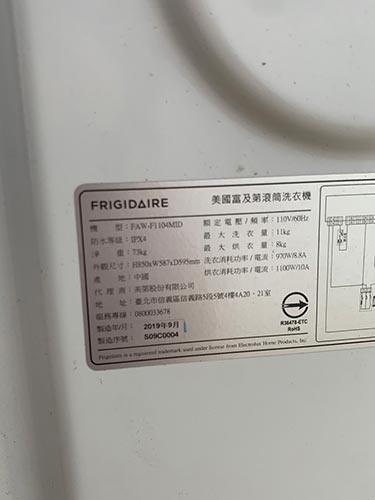 FRIGIDAIRE 美國富及第滾筒洗衣機
機型：FAW-F1104MID 額定電壓/頻率：110V/60Hz
防水等級：IPX4 最大洗衣量：11kg
淨重：73kg 最大烘衣量：8kg
外觀尺寸：H850xW587xD595mm 洗衣消耗功率/電流：970W/8.8A
產地：中國 烘衣消耗功率/電流：1100W/10A
公司：美第股份有限公司
地址：臺北市信義區信義路5段5號4樓4A20、21室
服務專線：0800033678
製造年月：2019年9月
製造序號：S09C0004
R36478-ETC
RoHS
Frigidaire is a registered trademark used under license from Electrolux Home Products, Inc.